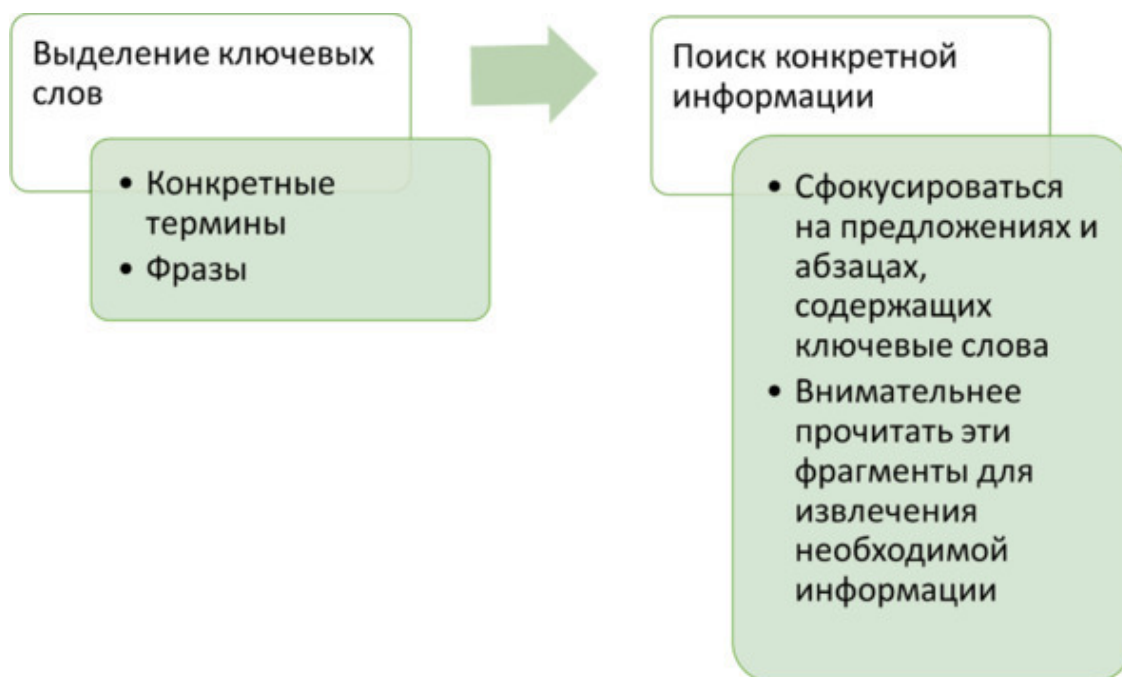 Выделение ключевых
слов
• Конкретные
термины
• Фразы
Поиск конкретной
информации
• Сфокусироваться
на предложениях и
абзацах,
содержащих
ключевые слова
• Внимательнее
прочитать эти
фрагменты для
извлечения
необходимой
информации